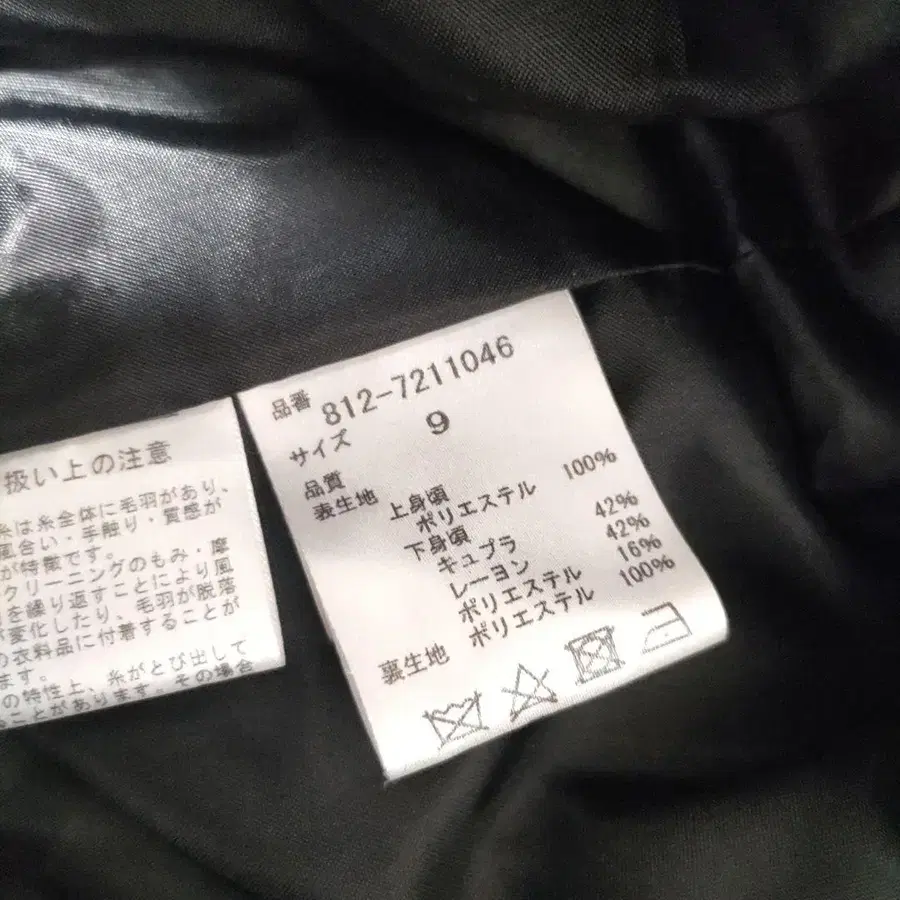 扱い上の注意
糸は糸全体に毛羽があり、
風合い・手触り・質感が
が特徴です。
クリーニングのもみ・摩
を繰り返すことにより風
が変化したり、毛羽が脱落
の衣料品に付着することが
ます。
の特性上、糸がとび出して
ことがあります。その場合
品番 812-7211046
サイズ 9
品質
表生地 上身頃
ポリエステル 100%
下身頃
キュプラ 42%
レーヨン 42%
ポリエステル 16%
裏生地 ポリエステル 100%